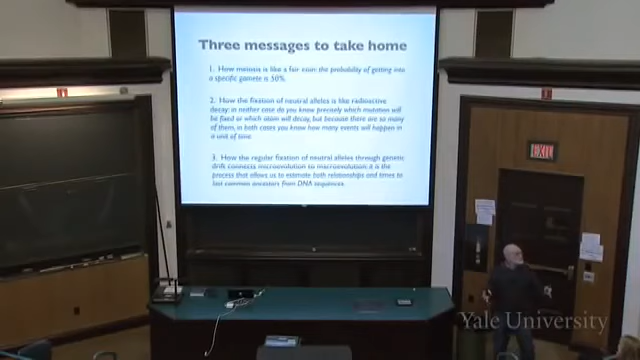 Three messages to take home
1. How meiosis is like a fair coin: the probability of getting into
a specific gamete is 50%.
2. How the fixation of neutral alleles is like radioactive
decay: in neither case do you know precisely which mutation will
be fixed or which atom will decay, but because there are so many
of them, in both cases you know how many events will happen in
a unit of time.
3. How the regular fixation of neutral alleles through genetic
drift connects microevolution to macroevolution: it is the
process that allows us to estimate both relationships and times to
last common ancestors from DNA sequences.
EXIT
Yale University